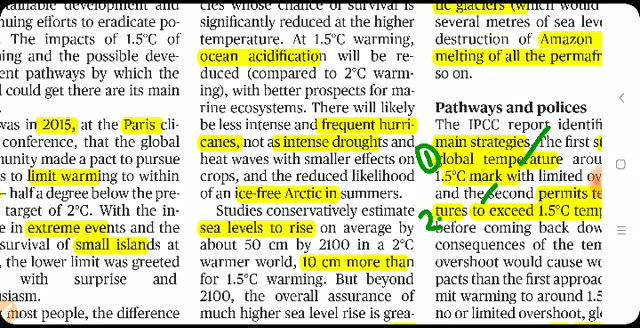 sustainable development and
nuing efforts to eradicate po-
. The impacts of 1.5°C of
ing and the possible deve-
ent pathways by which the
l could get there are its main
was in 2015, at the Paris cli-
conference, that the global
munity made a pact to pursue
to limit warming to within
half a degree below the pre-
target of 2°C. With the in-
in extreme events and the
survival of small islands at
, the lower limit was greeted
with surprise and
usiasm.
most people, the difference
cies whose chance of survival is
significantly reduced at the higher
temperature. At 1.5°C warming,
ocean acidification will be re-
duced (compared to 2°C warm-
ing), with better prospects for ma-
rine ecosystems. There will likely
be less intense and frequent hurri-
canes, not as intense droughts and
heat waves with smaller effects on
crops, and the reduced likelihood
of an ice-free Arctic in summers.
Studies conservatively estimate
sea levels to rise on average by
about 50 cm by 2100 in a 2°C
warmer world, 10 cm more than
for 1.5°C warming. But beyond
2100, the overall assurance of
much higher sea level rise is grea-
tic glaciers (which would
several metres of sea leve
destruction of Amazon
melting of all the permafr
so on.
Pathways and polices
The IPCC report identifi
main strategies. The first st
1
global temperature arou
1.5°C mark with limited ov
and the second permits te
2.
tures to exceed 1.5°C temp
before coming back dow
consequences of the tem
overshoot would cause wo
pacts than the first approac
mit warming to around 1.5
no or limited overshoot, glo